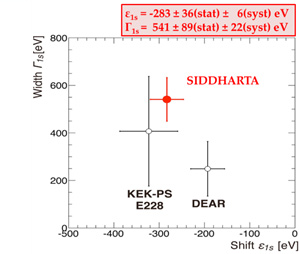 ε1s = -283 ± 36(stat) ± 6(syst) eV
Γ1s = 541 ± 89(stat) ± 22(syst) eV
Width Γ1s[eV]
800
600
400
200
0
SIDDHARTA
KEK-PS
E228
DEAR
-500 -400 -300 -200 -100 0
Shift ε1s [eV]